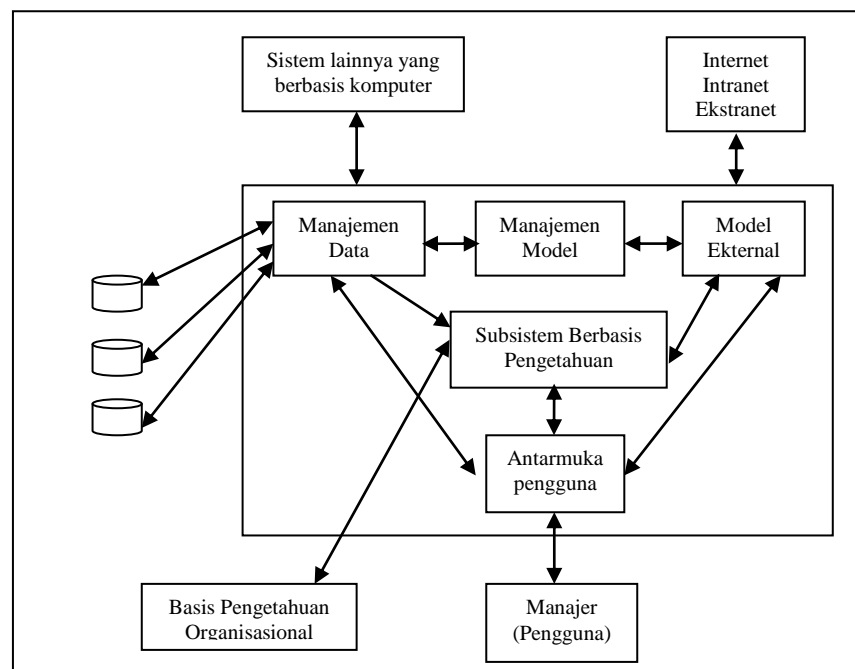 Sistem lainnya yang
berbasis komputer
Internet
Intranet
Ekstranet
Manajemen
Data
Manajemen
Model
Model
Ekternal
Subsistem Berbasis
Pengetahuan
Antarmuka
pengguna
Basis Pengetahuan
Organisasional
Manajer
(Pengguna)